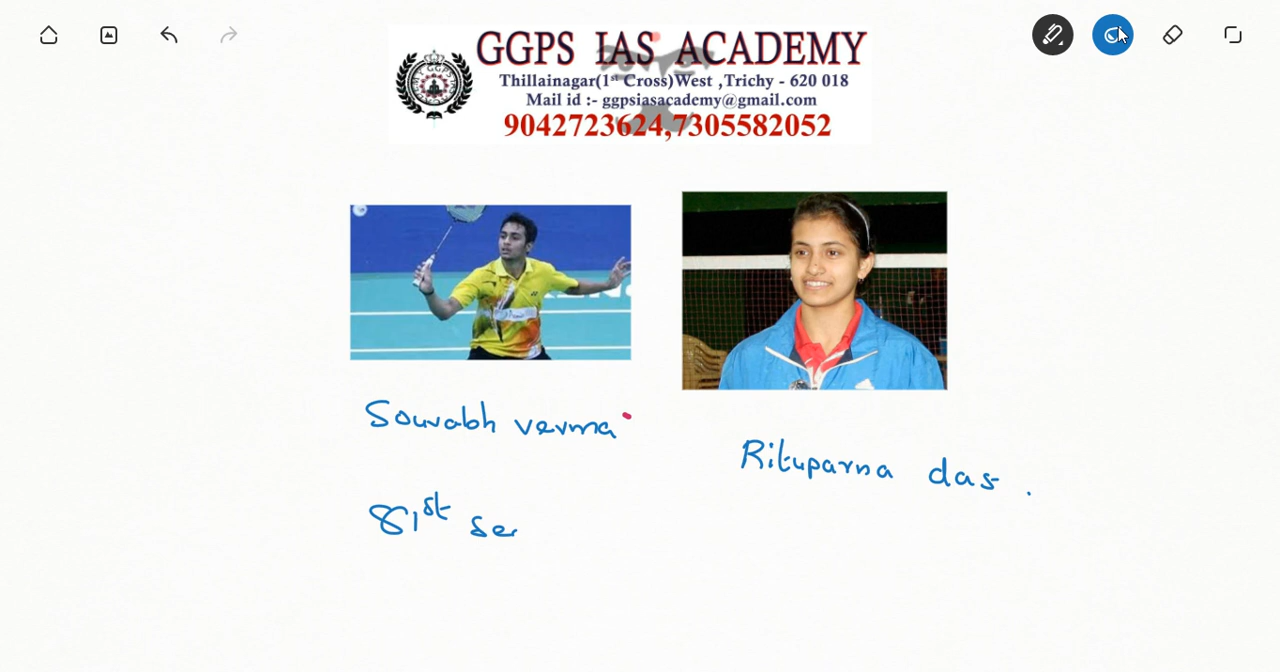 GGPS IAS ACADEMY
Thillainagar(1st Cross)West ,Trichy - 620 018
Mail id :- ggpsiasacademy@gmail.com
9042723624,7305582052
Sourabh verma
Rituparna das .
81st se